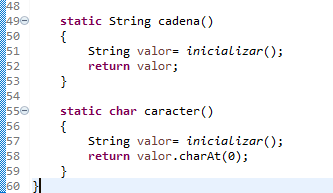 48
49 static String cadena()
50 {
51 String valor= inicializar();
52 return valor;
53 }
54
55 static char caracter()
56 {
57 String valor= inicializar();
58 return valor.charAt(0);
59 }
60 }